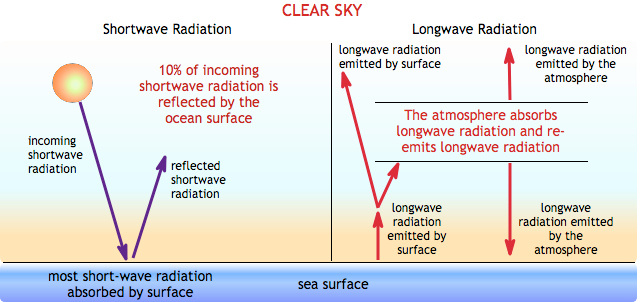 CLEAR SKY
Shortwave Radiation
10% of incoming
shortwave radiation is
reflected by the
ocean surface
incoming
shortwave
radiation
reflected
shortwave
radiation
most short-wave radiation
absorbed by surface
Longwave Radiation
longwave radiation
emitted by surface
longwave radiation
emitted by the
atmosphere
The atmosphere absorbs
longwave radiation and re-
emits longwave radiation
longwave
radiation
emitted by
surface
longwave
radiation emitted
by the
atmosphere
sea surface